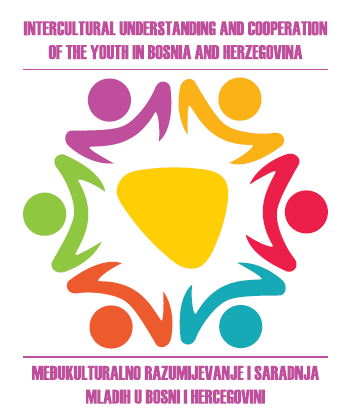 INTERCULTURAL UNDERSTANDING AND COOPERATION
OF THE YOUTH IN BOSNIA AND HERZEGOVINA
MEĐUKULTURALNO RAZUMIJEVANJE I SARADNJA
MLADIH U BOSNI I HERCEGOVINI